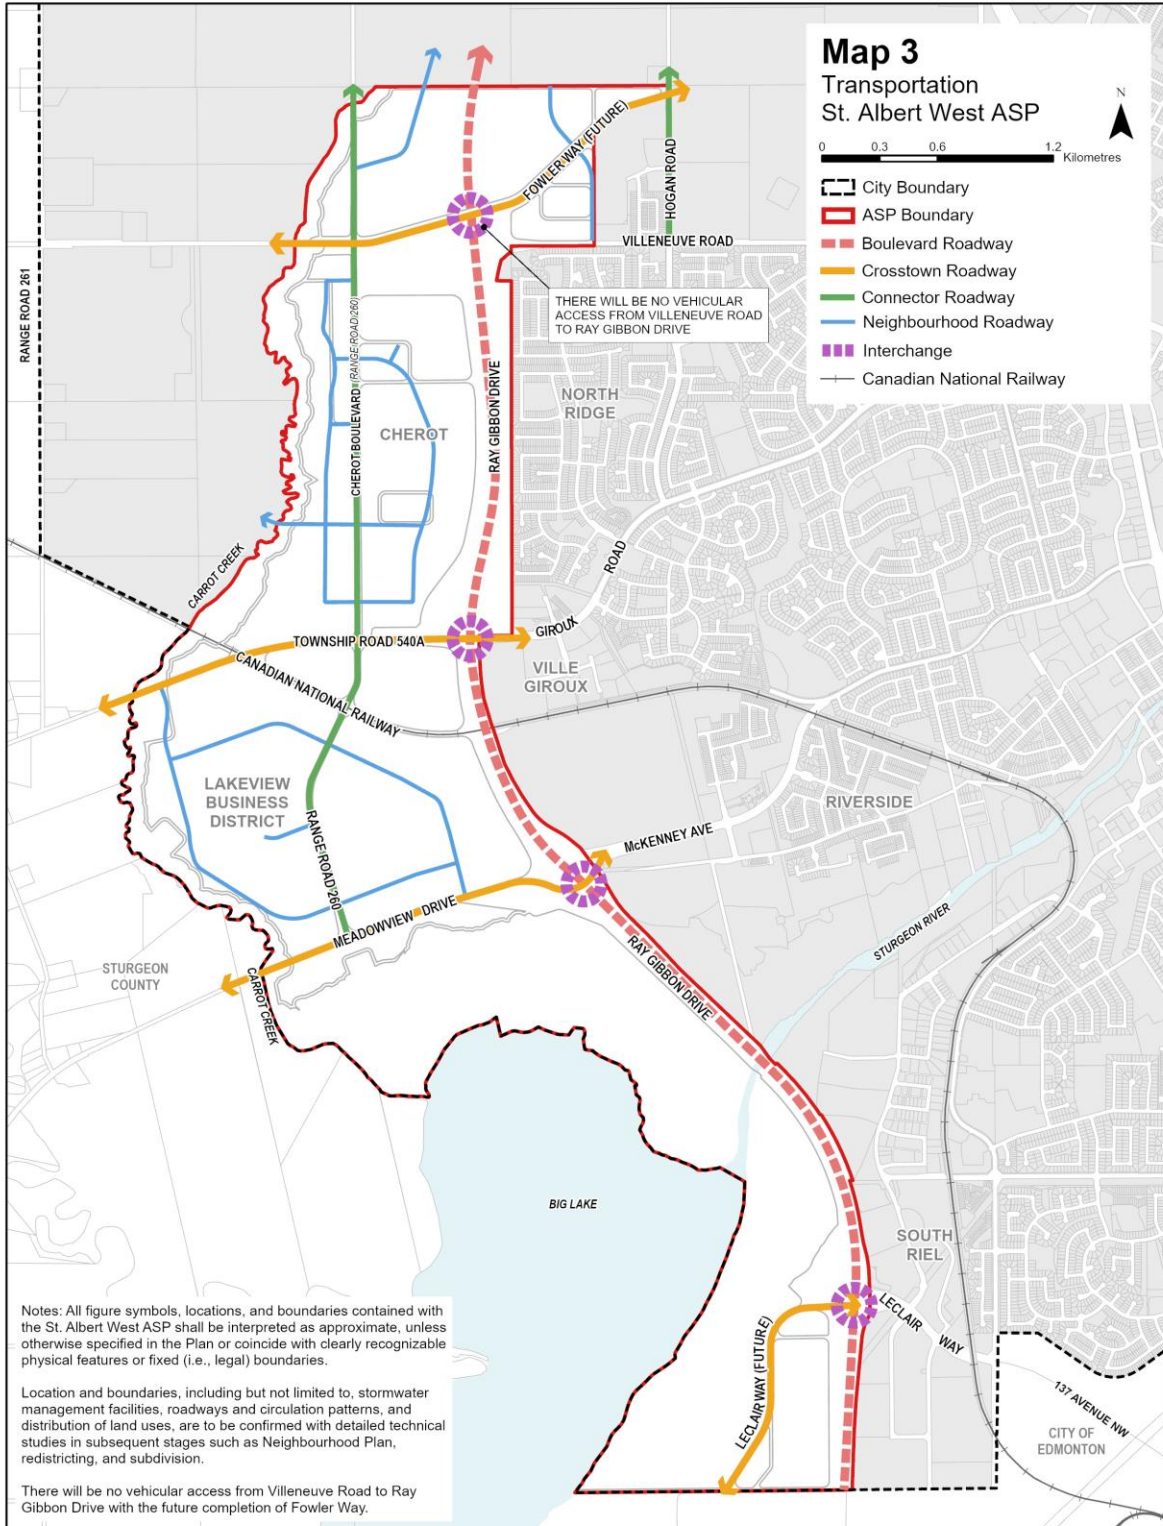 Map 3
Transportation
St. Albert West ASP
N
0 0.3 0.6 1.2
Kilometres
City Boundary
ASP Boundary
Boulevard Roadway
Crosstown Roadway
Connector Roadway
Neighbourhood Roadway
Interchange
Canadian National Railway
FOWLER WAY (FUTURE)
HOGAN ROAD
VILLENEUVE ROAD
RANGE ROAD 261
THERE WILL BE NO VEHICULAR
ACCESS FROM VILLENEUVE ROAD
TO RAY GIBBON DRIVE
CHEROT BOULEVARD (RANGE ROAD 260)
RAY GIBBON DRIVE
NORTH
RIDGE
CHEROT
CARROT CREEK
ROAD
GIROUX
TOWNSHIP ROAD 540A
CANADIAN NATIONAL RAILWAY
VILLE
GIROUX
LAKEVIEW
BUSINESS
DISTRICT
RANGE ROAD 260
RIVERSIDE
McKENNEY AVE
MEADOWVIEW DRIVE
STURGEON RIVER
RAY GIBBON DRIVE
STURGEON
COUNTY
CARROT CREEK
BIG LAKE
SOUTH
RIEL
LECLAIR WAY
LECLAIR WAY (FUTURE)
137 AVENUE NW
CITY OF
EDMONTON
Notes: All figure symbols, locations, and boundaries contained with
the St. Albert West ASP shall be interpreted as approximate, unless
otherwise specified in the Plan or coincide with clearly recognizable
physical features or fixed (i.e., legal) boundaries.
Location and boundaries, including but not limited to, stormwater
management facilities, roadways and circulation patterns, and
distribution of land uses, are to be confirmed with detailed technical
studies in subsequent stages such as Neighbourhood Plan,
redistricting, and subdivision.
There will be no vehicular access from Villeneuve Road to Ray
Gibbon Drive with the future completion of Fowler Way.